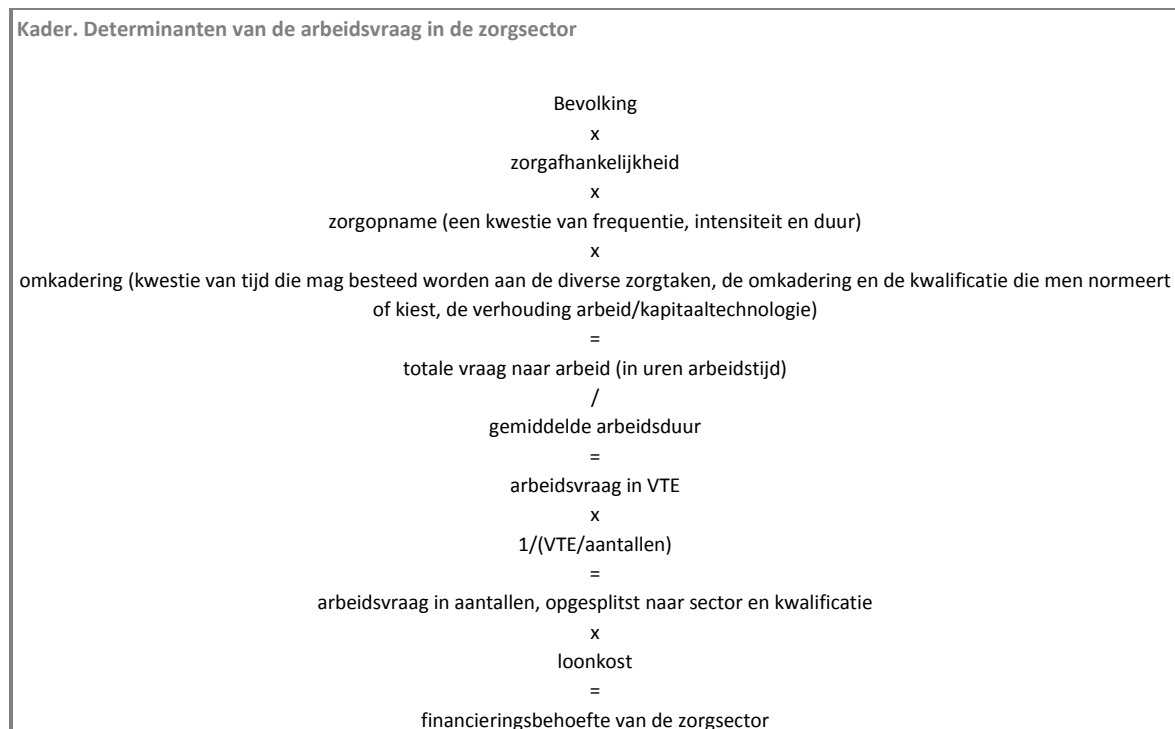 Kader. Determinanten van de arbeidsvraag in de zorgsector
Bevolking
x
zorgafhankelijkheid
x
zorgopname (een kwestie van frequentie, intensiteit en duur)
x
omkadering (kwestie van tijd die mag besteed worden aan de diverse zorgtaken, de omkadering en de kwalificatie die men normeert
of kiest, de verhouding arbeid/kapitaaltechnologie)
=
totale vraag naar arbeid (in uren arbeidstijd)
/
gemiddelde arbeidsduur
=
arbeidsvraag in VTE
x
1/(VTE/aantallen)
=
arbeidsvraag in aantallen, opgesplitst naar sector en kwalificatie
x
loonkost
=
financieringsbehoefte van de zorgsector